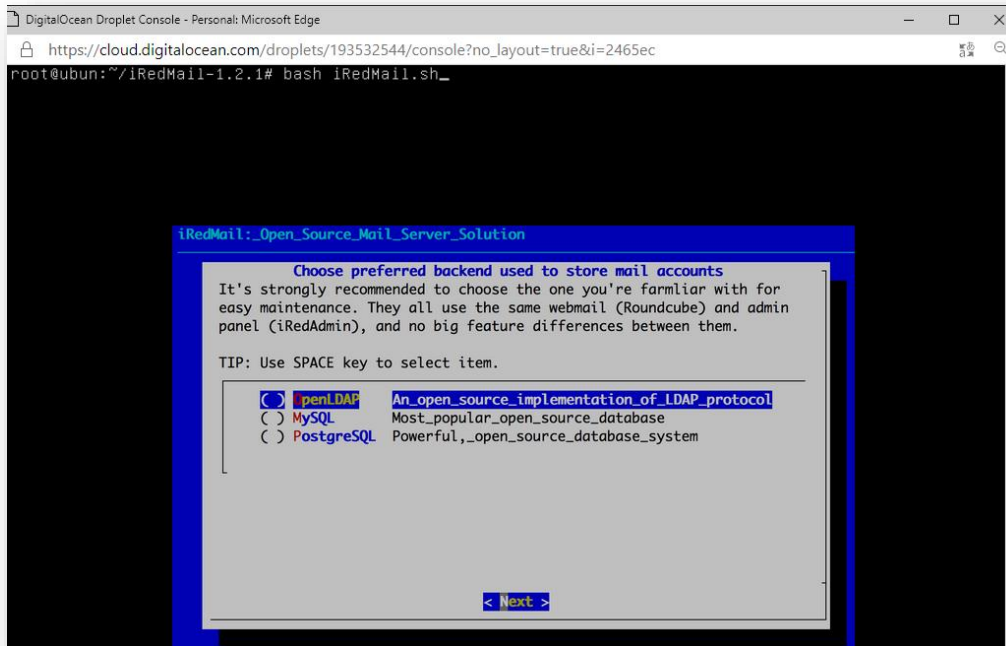 DigitalOcean Droplet Console - Personal: Microsoft Edge
https://cloud.digitalocean.com/droplets/193532544/console?no_layout=true&i=2465ec
root@ubun:~/iRedMail-1.2.1# bash iRedMail.sh_
iRedMail:_Open_Source_Mail_Server_Solution
Choose preferred backend used to store mail accounts
It's strongly recommended to choose the one you're farmliar with for
easy maintenance. They all use the same webmail (Roundcube) and admin
panel (iRedAdmin), and no big feature differences between them.
TIP: Use SPACE key to select item.
( ) OpenLDAP An_open_source_implementation_of_LDAP_protocol
( ) MySQL Most_popular_open_source_database
( ) PostgreSQL Powerful,_open_source_database_system
< Next >